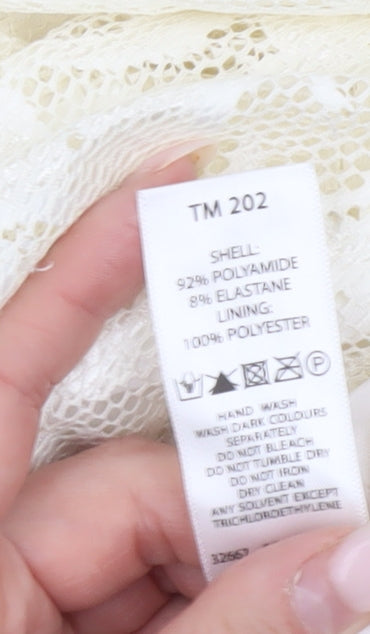 TM 202
SHELL:
92% POLYAMIDE
8% ELASTANE
LINING:
100% POLYESTER
P
HAND WASH
WASH DARK COLOURS
SEPARATELY
DO NOT BLEACH
DO NOT TUMBLE DRY
DO NOT IRON
DRY CLEAN
ANY SOLVENT EXCEPT
TRICHLOROETHYLENE